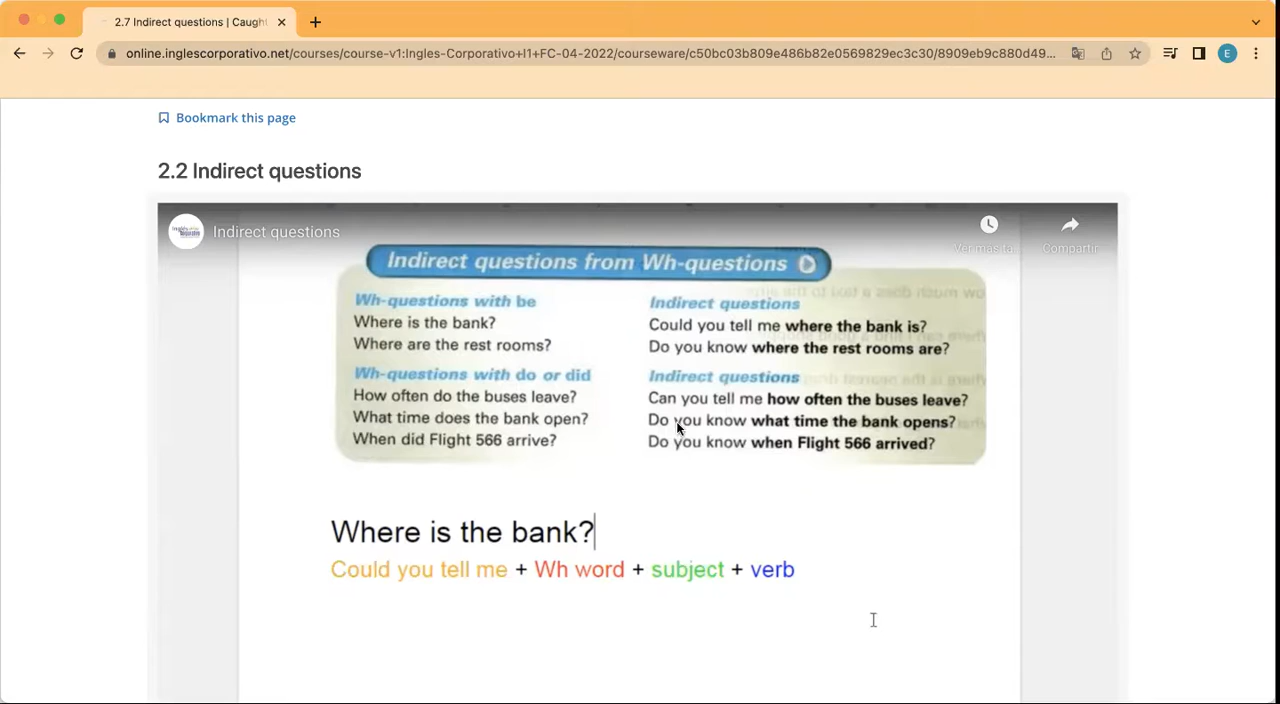 2.7 Indirect questions | Caugh
online.inglescorporativo.net/courses/course-v1:Ingles-Corporativo+I1+FC-04-2022/courseware/c50bc03b809e486b82e0569829ec3c30/8909eb9c880d49...
E
Bookmark this page
2.2 Indirect questions
Indirect questions
Ver más ta...
Compartir
Indirect questions from Wh-questions
Wh-questions with be
Where is the bank?
Where are the rest rooms?
Wh-questions with do or did
How often do the buses leave?
What time does the bank open?
When did Flight 566 arrive?
Indirect questions
Could you tell me where the bank is?
Do you know where the rest rooms are?
Indirect questions
Can you tell me how often the buses leave?
Do you know what time the bank opens?
Do you know when Flight 566 arrived?
Where is the bank?
Could you tell me + Wh word + subject + verb